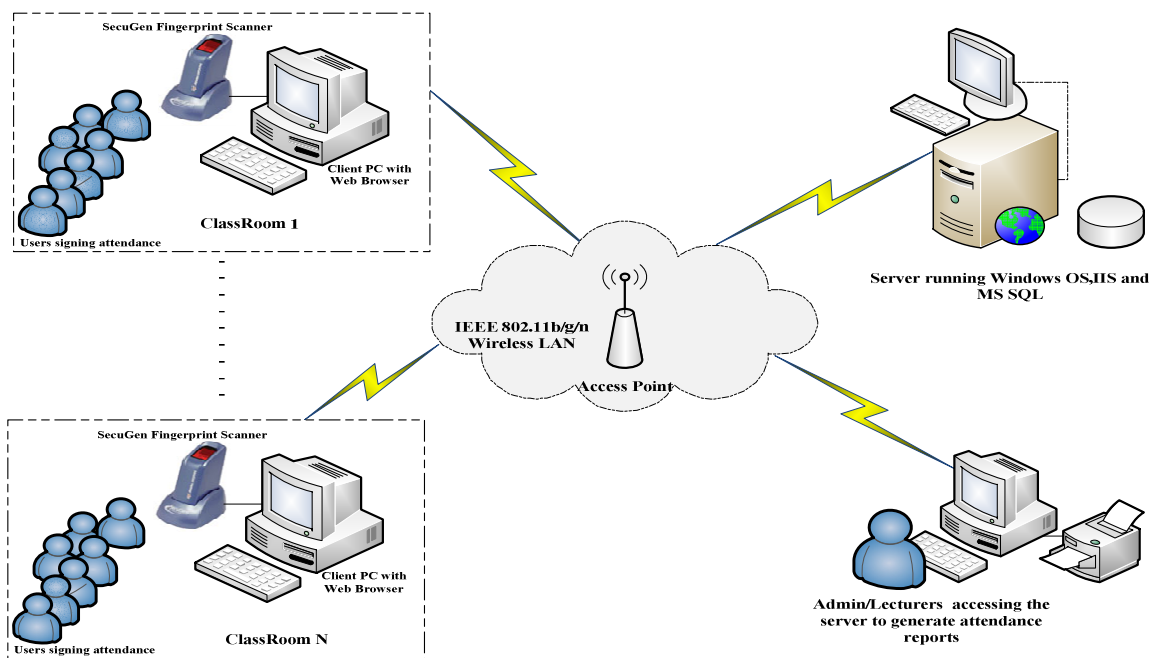 SecuGen Fingerprint Scanner
Client PC with
Web Browser
ClassRoom 1
Users signing attendance
IEEE 802.11b/g/n
Wireless LAN
Access Point
Server running Windows OS,IIS and
MS SQL
SecuGen Fingerprint Scanner
Client PC with
Web Browser
ClassRoom N
Users signing attendance
Admin/Lecturers accessing the
server to generate attendance
reports